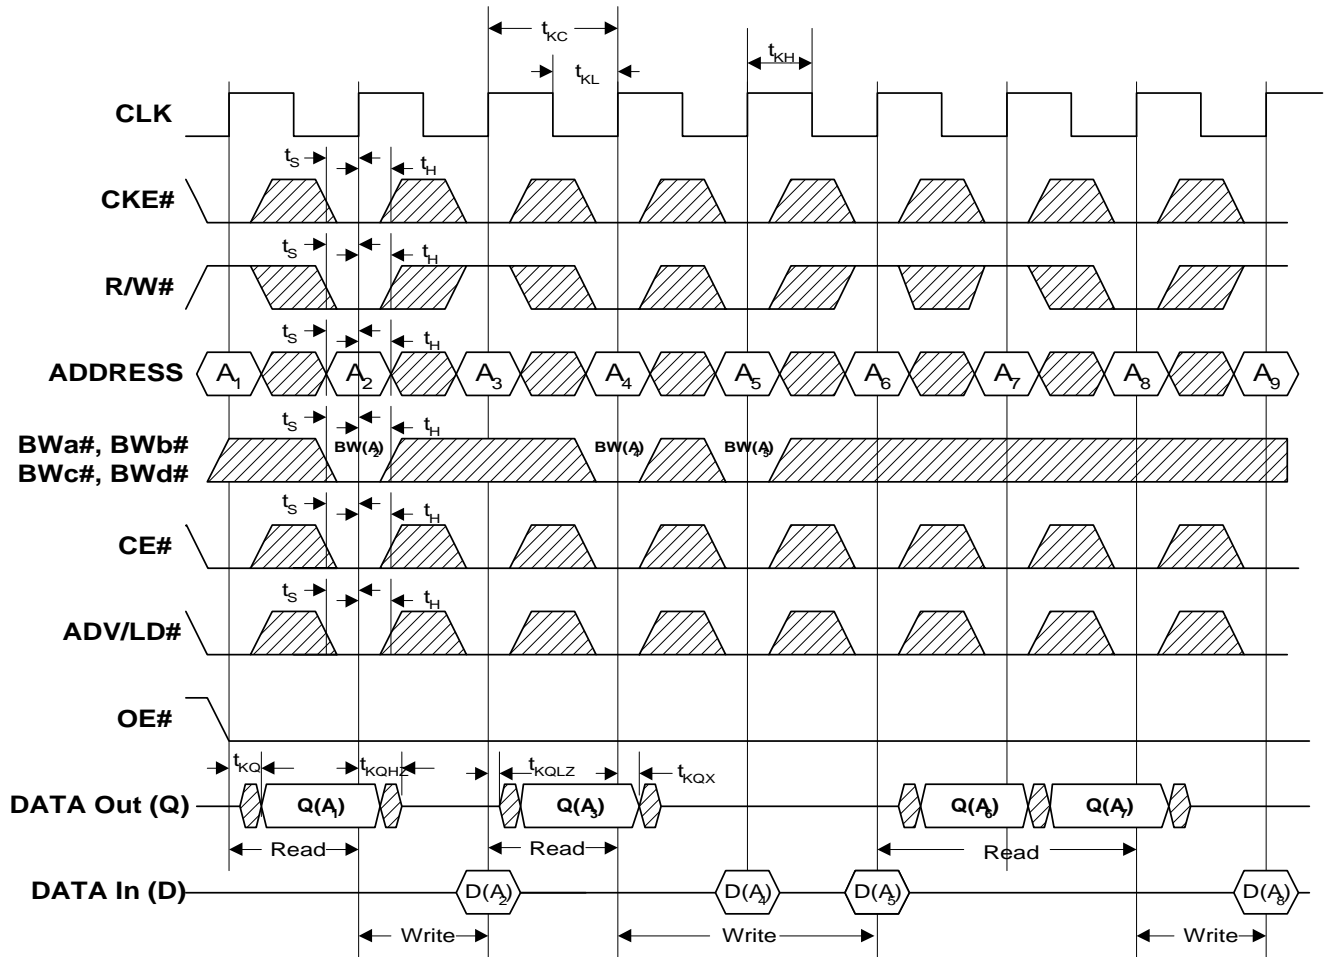 tKC
tKH
tKL
CLK
tS
tH
CKE#
tS
tH
R/W#
tS
tH
ADDRESS A1 A2 A3 A4 A5 A6 A7 A8 A9
BWa#, BWb#
BWc#, BWd#
tS
tH
BW(A2) BW(A4) BW(A5)
tS
tH
CE#
tS
tH
ADV/LD#
OE#
tKQ tKQHZ tKQLZ tKQX
DATA Out (Q) Q(A1) Q(A3) Q(A6) Q(A7)
Read Read Read
DATA In (D) D(A2) D(A4) D(A5) D(A8)
Write Write Write